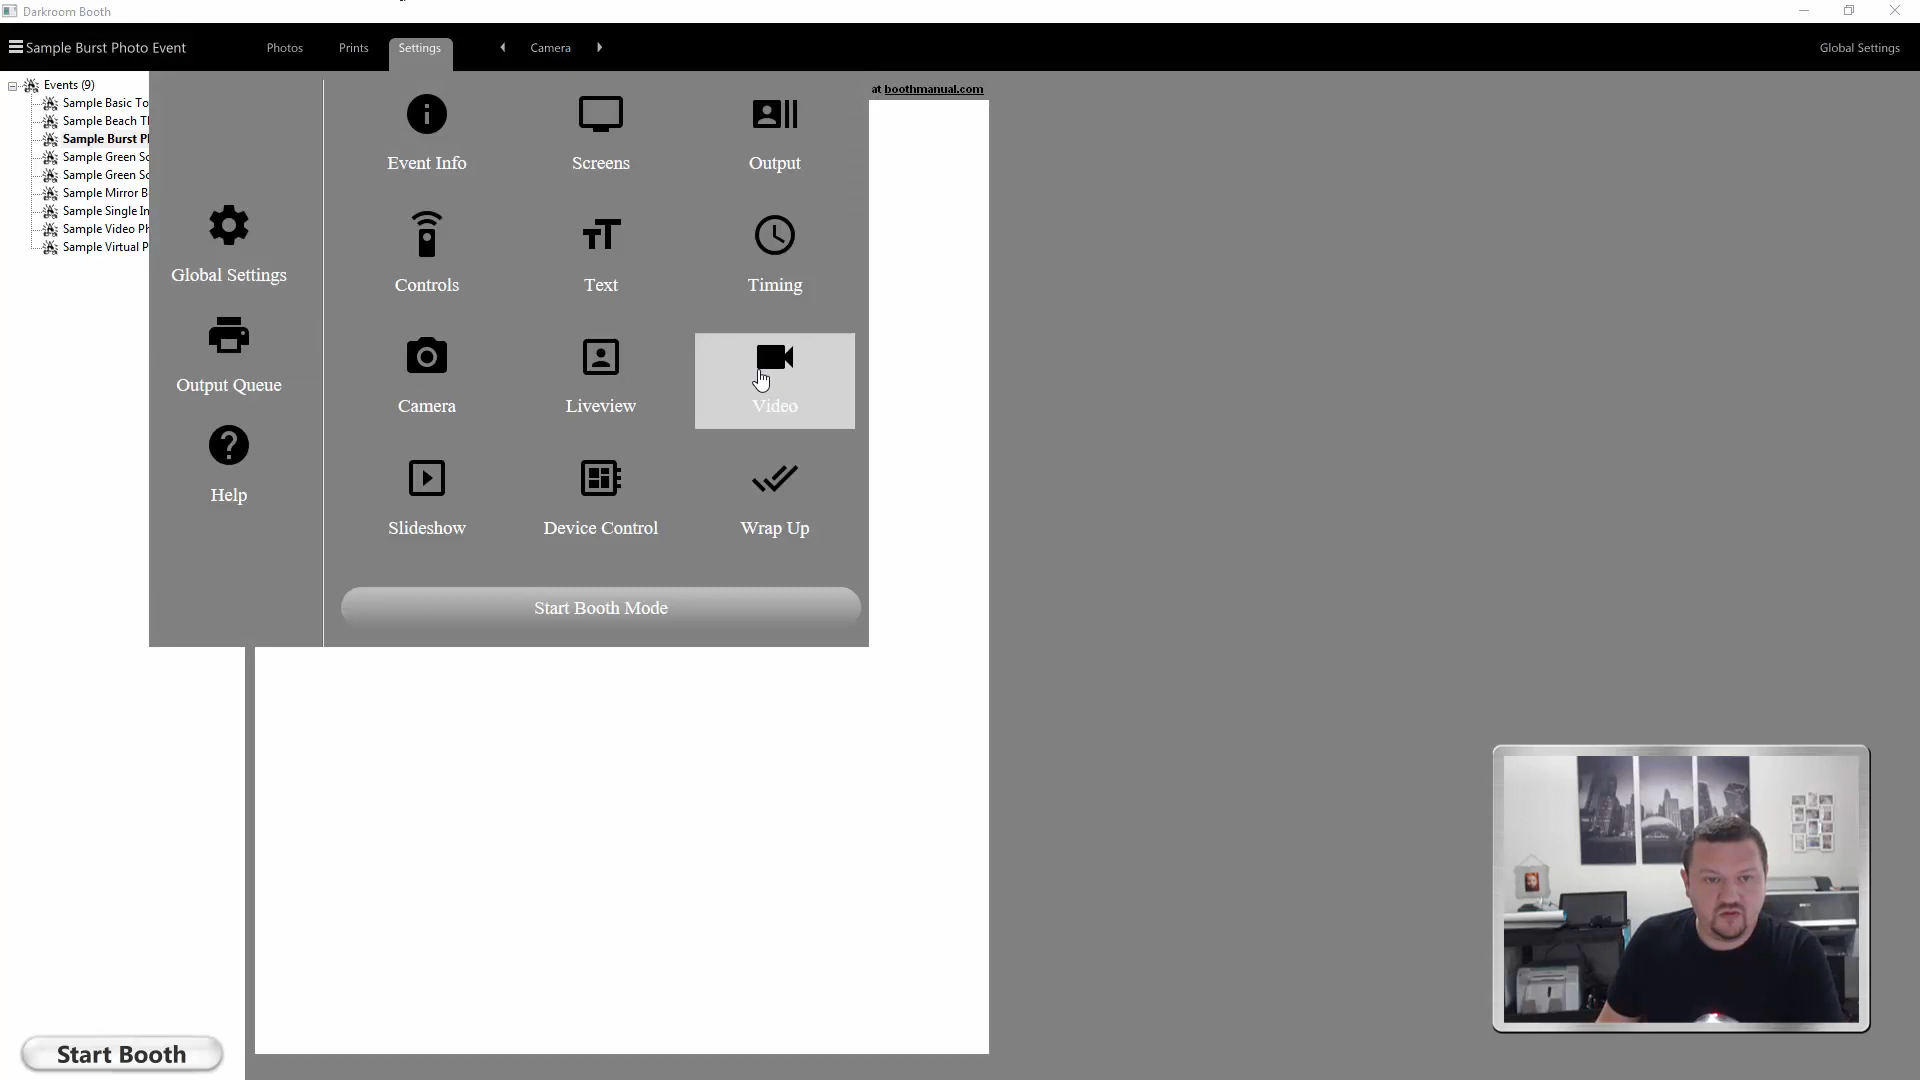 Darkroom Booth
Sample Burst Photo Event
Photos
Prints
Settings
Camera
Global Settings
Events (9)
Sample Basic To
Sample Beach Th
Sample Burst Ph
Sample Green Sc
Sample Green Sc
Sample Mirror B
Sample Single In
Sample Video Ph
Sample Virtual P
at boothmanual.com
Event Info
Screens
Output
Global Settings
Controls
Text
Timing
Output Queue
Camera
Liveview
Video
Help
Slideshow
Device Control
Wrap Up
Start Booth Mode
Start Booth